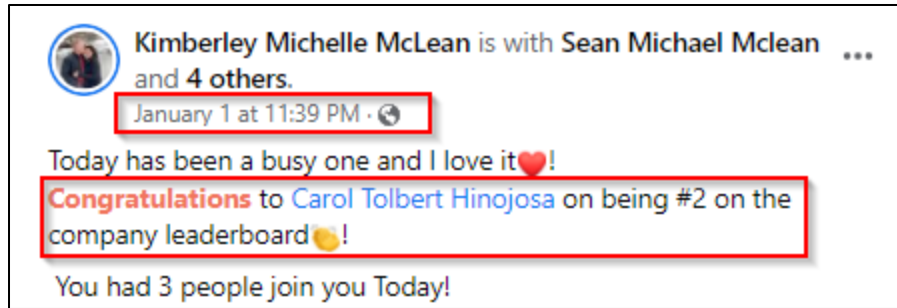 Kimberley Michelle McLean is with Sean Michael Mclean
and 4 others.
January 1 at 11:39 PM ·
Today has been a busy one and I love it❤️!
Congratulations to Carol Tolbert Hinojosa on being #2 on the
company leaderboard👏!
You had 3 people join you Today!